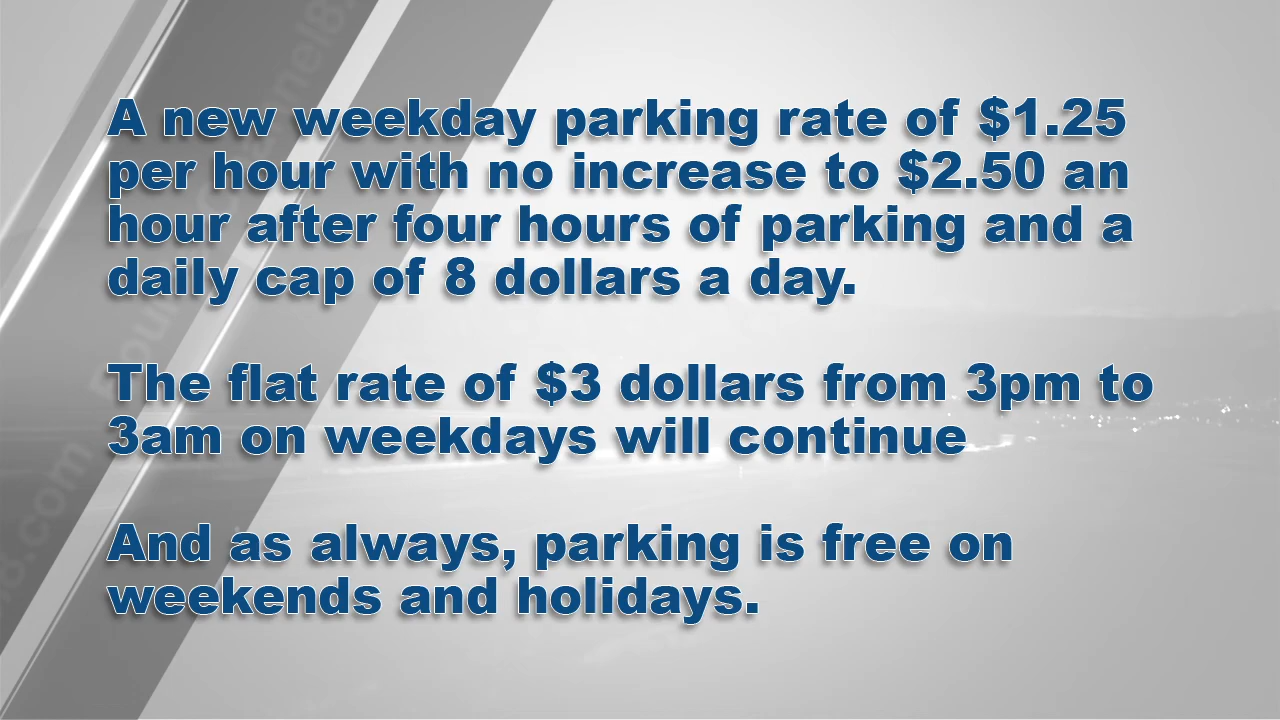 A new weekday parking rate of $1.25
per hour with no increase to $2.50 an
hour after four hours of parking and a
daily cap of 8 dollars a day.
The flat rate of $3 dollars from 3pm to
3am on weekdays will continue
And as always, parking is free on
weekends and holidays.